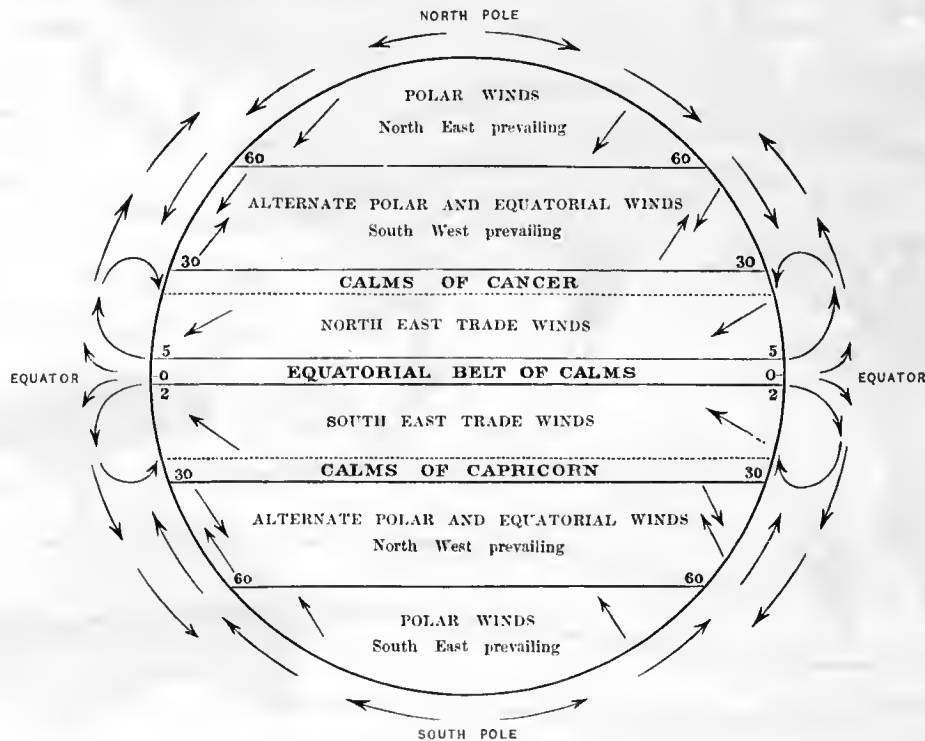 NORTH POLE
POLAR WINDS
North East prevailing
60 60
ALTERNATE POLAR AND EQUATORIAL WINDS
South West prevailing
30 30
CALMS OF CANCER
NORTH EAST TRADE WINDS
5 5
EQUATOR 0 EQUATORIAL BELT OF CALMS 0 EQUATOR
2 2
SOUTH EAST TRADE WINDS
30 CALMS OF CAPRICORN 30
ALTERNATE POLAR AND EQUATORIAL WINDS
North West prevailing
60 60
POLAR WINDS
South East prevailing
SOUTH POLE